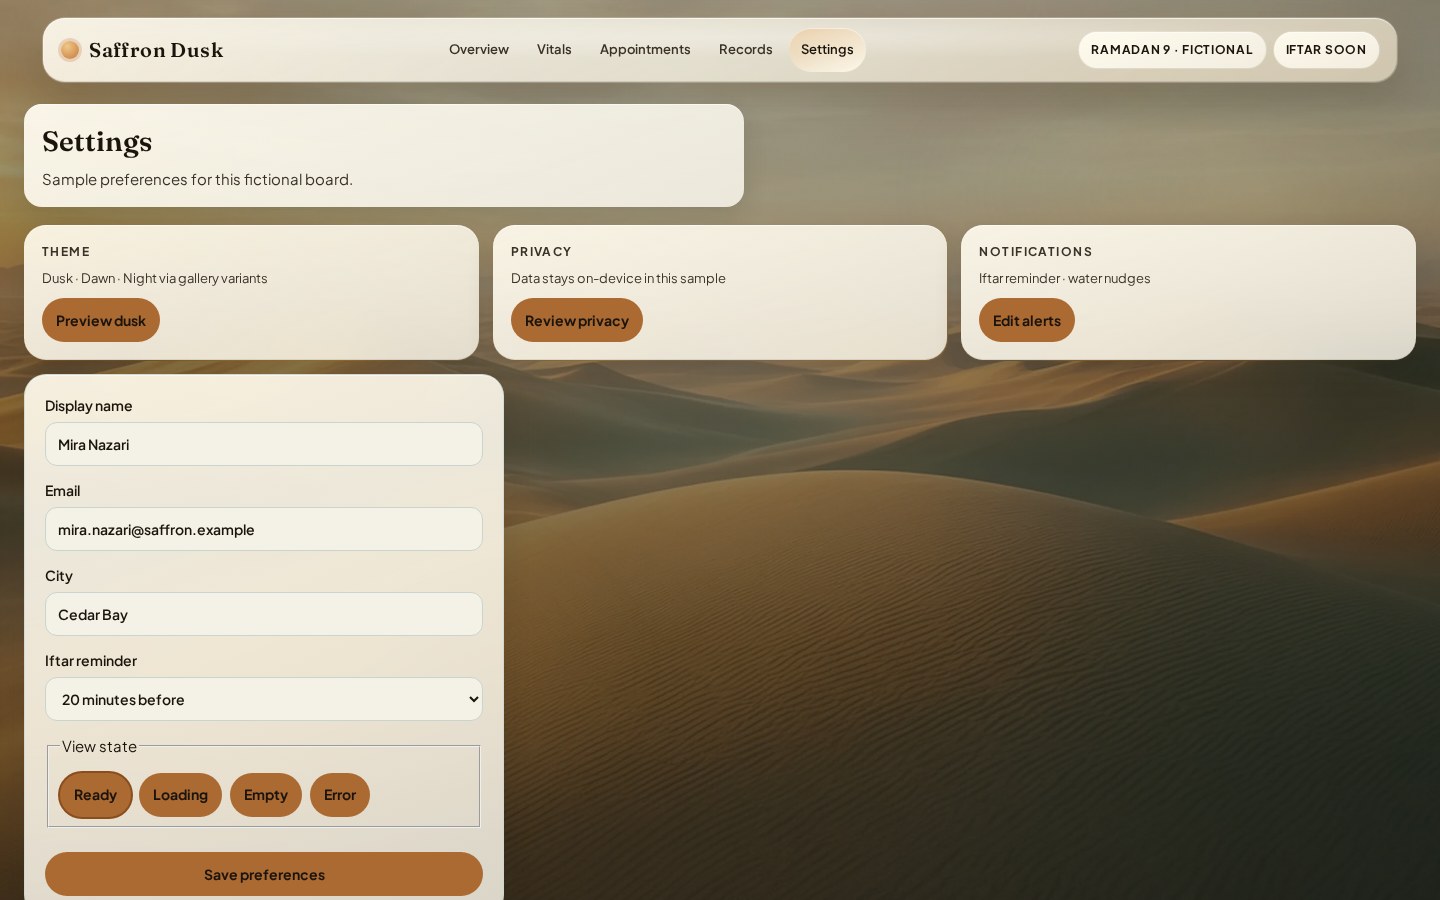 Saffron Dusk
Overview
Vitals
Appointments
Records
Settings
RAMADAN 9 · FICTIONAL
IFTAR SOON
Settings
Sample preferences for this fictional board.
THEME
Dusk · Dawn · Night via gallery variants
Preview dusk
PRIVACY
Data stays on-device in this sample
Review privacy
NOTIFICATIONS
Iftar reminder · water nudges
Edit alerts
Display name
Mira Nazari
Email
mira.nazari@saffron.example
City
Cedar Bay
Iftar reminder
20 minutes before
View state
Ready
Loading
Empty
Error
Save preferences